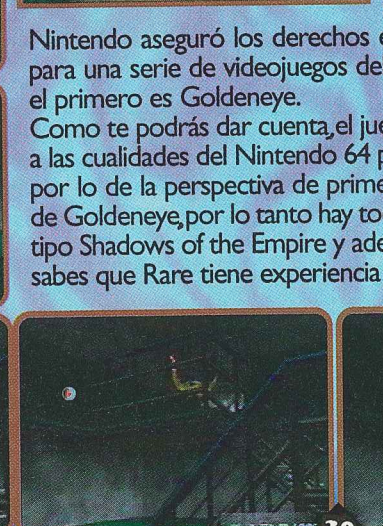 Nintendo aseguró los derechos
para una serie de videojuegos de
el primero es Goldeneye.
Como te podrás dar cuenta,el jue
a las cualidades del Nintendo 64 p
por lo de la perspectiva de prime
de Goldeneye,por lo tanto hay to
tipo Shadows of the Empire y ade
sabes que Rare tiene experiencia